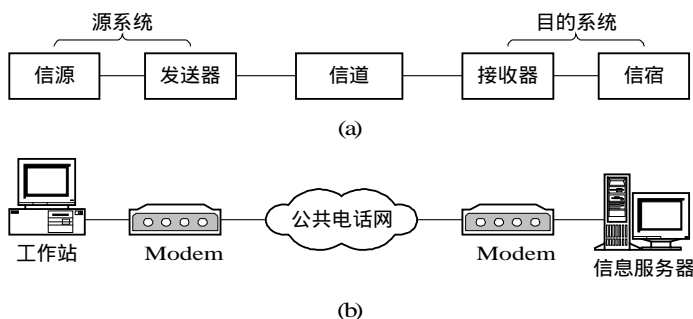 源系统 目的系统
信源 发送器 信道 接收器 信宿
(a)
公共电话网
工作站 Modem Modem 信息服务器
(b)